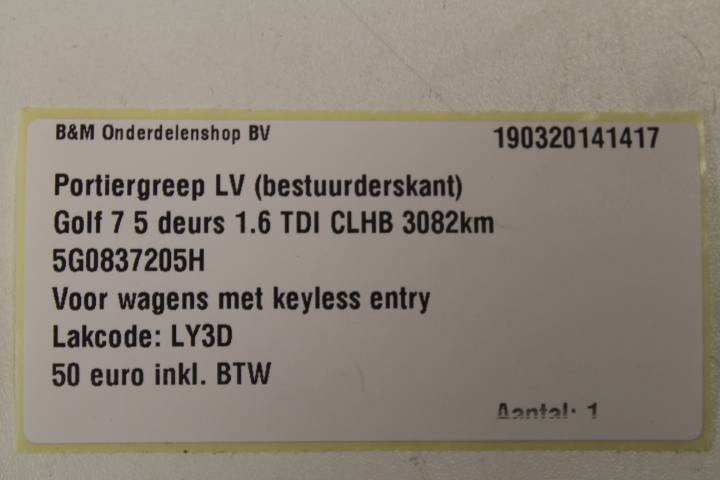 B&M Onderdelenshop BV 190320141417
Portiergreep LV (bestuurderskant)
Golf 7 5 deurs 1.6 TDI CLHB 3082km
5G0837205H
Voor wagens met keyless entry
Lakcode: LY3D
50 euro inkl. BTW
Aantal: 1